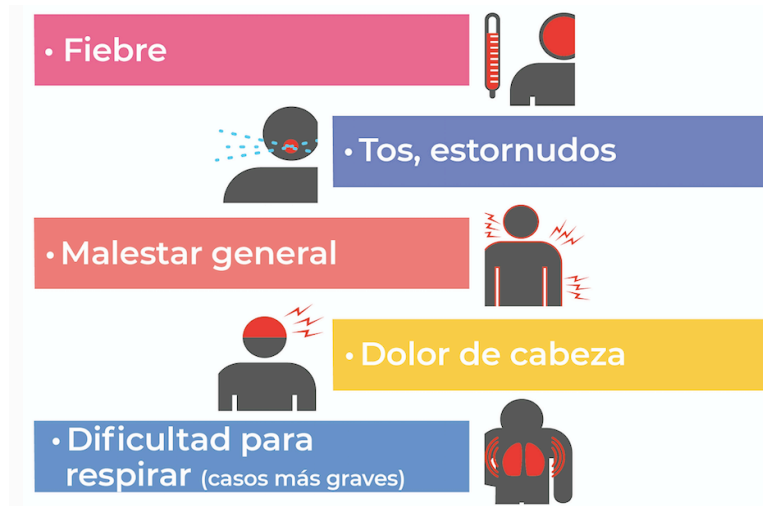 • Fiebre
• Tos, estornudos
• Malestar general
• Dolor de cabeza
• Dificultad para
respirar (casos más graves)